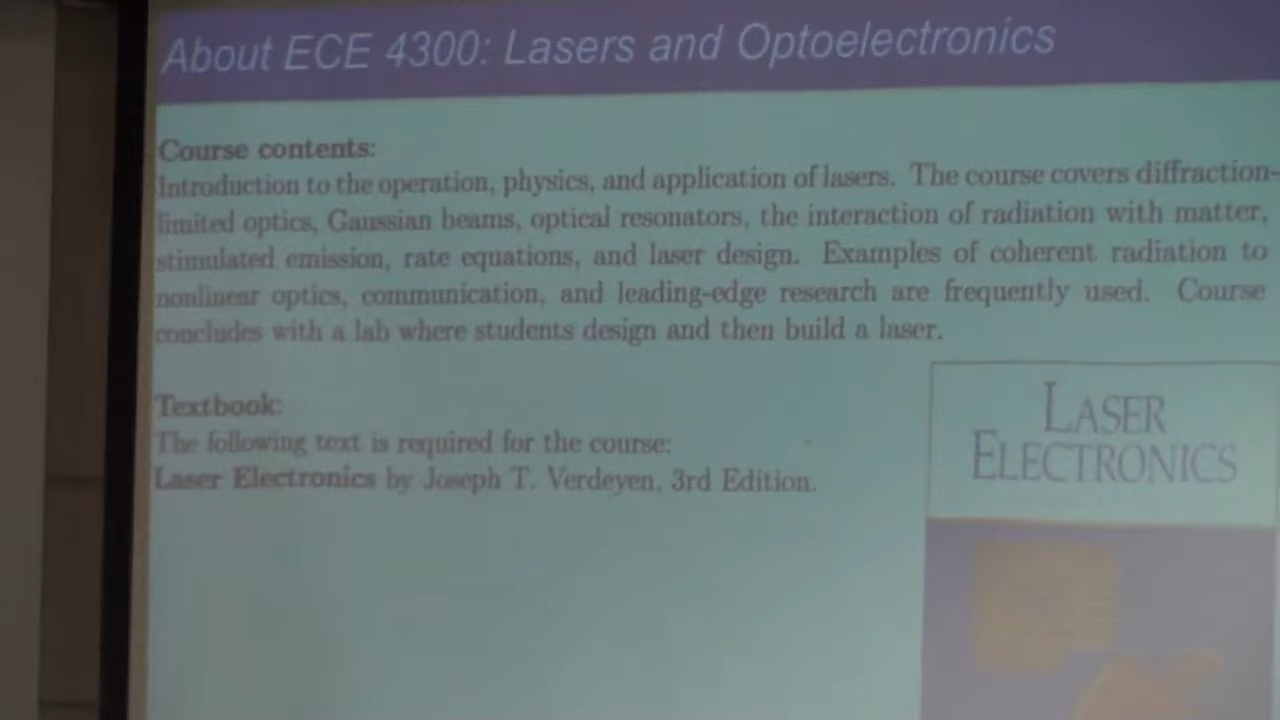 About ECE 4300: Lasers and Optoelectronics
Course contents:
Introduction to the operation, physics, and application of lasers. The course covers diffraction-
limited optics, Gaussian beams, optical resonators, the interaction of radiation with matter,
stimulated emission, rate equations, and laser design. Examples of coherent radiation to
nonlinear optics, communication, and leading-edge research are frequently used. Course
concludes with a lab where students design and then build a laser.
Textbook:
The following text is required for the course:
Laser Electronics by Joseph T. Verdeyen, 3rd Edition.
LASER
ELECTRONICS